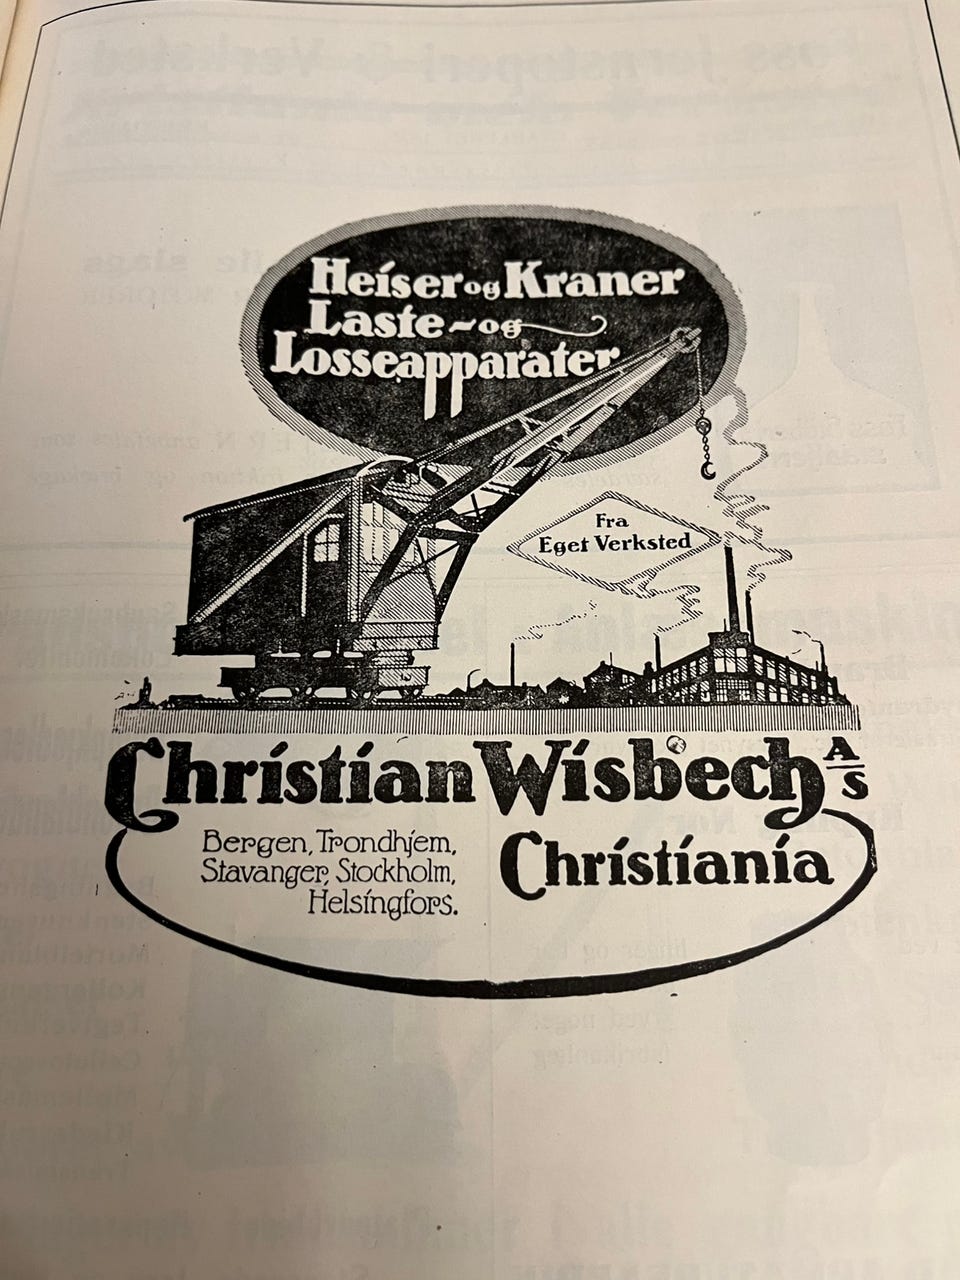 Heiser og Kraner
Laste- og
Losseapparater
Fra
Eget Verksted
Christian Wisbech A/S
Bergen, Trondhjem,
Stavanger, Stockholm,
Helsingfors.
Christiania